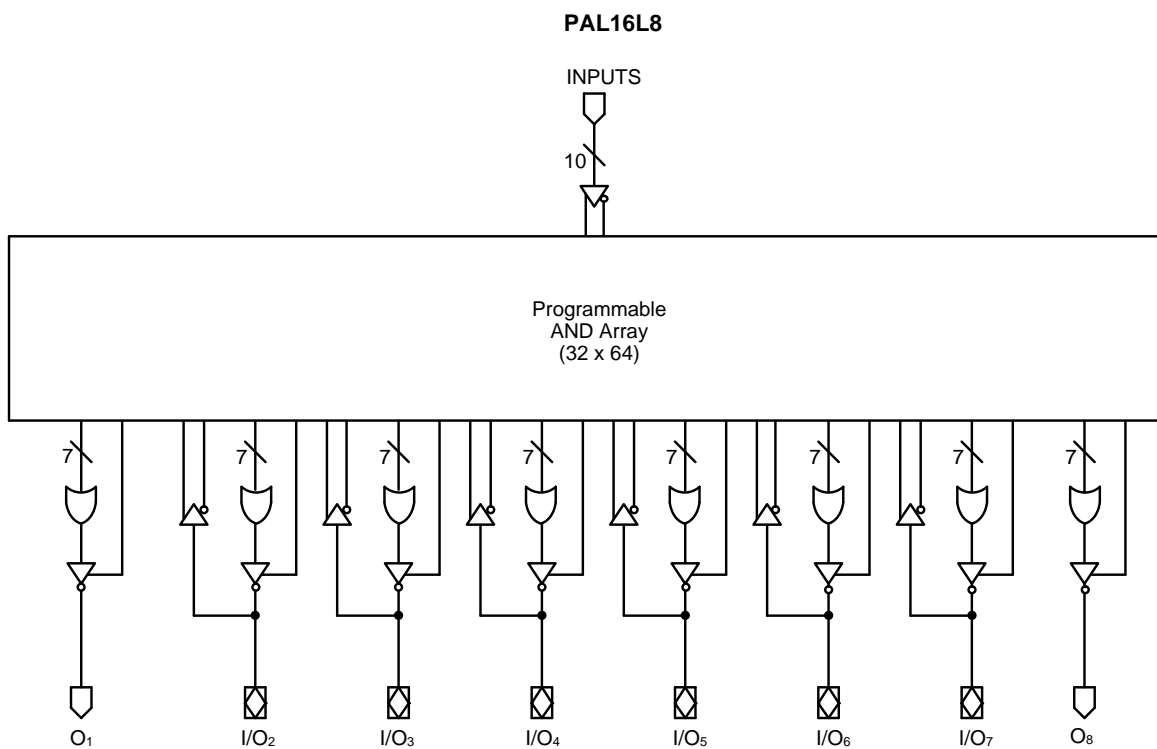 PAL16L8
INPUTS
10
Programmable
AND Array
(32 x 64)
7 7 7 7 7 7 7 7
O1 I/O2 I/O3 I/O4 I/O5 I/O6 I/O7 O8